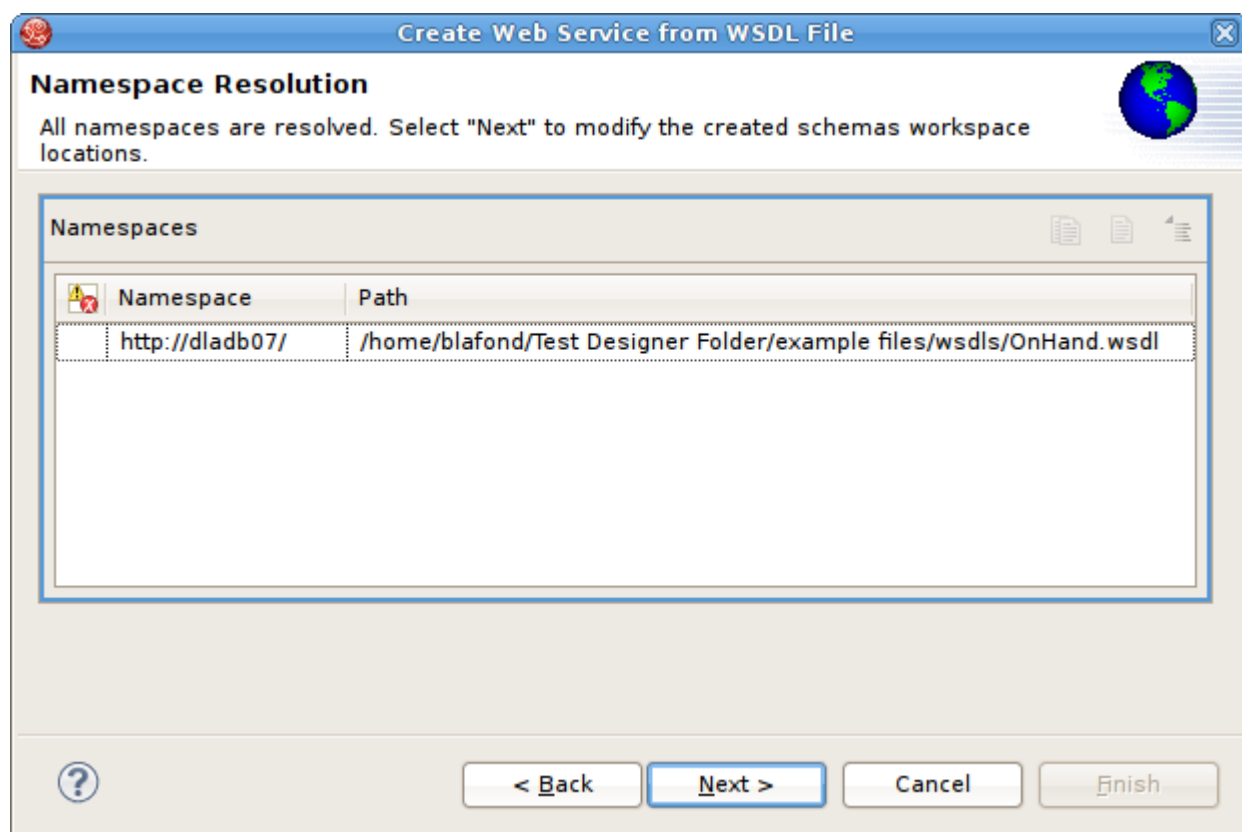 Create Web Service from WSDL File
Namespace Resolution
All namespaces are resolved. Select "Next" to modify the created schemas workspace
locations.
Namespaces
Namespace Path
http://dladb07/ /home/blafond/Test Designer Folder/example files/wsdls/OnHand.wsdl
? < Back Next > Cancel Finish